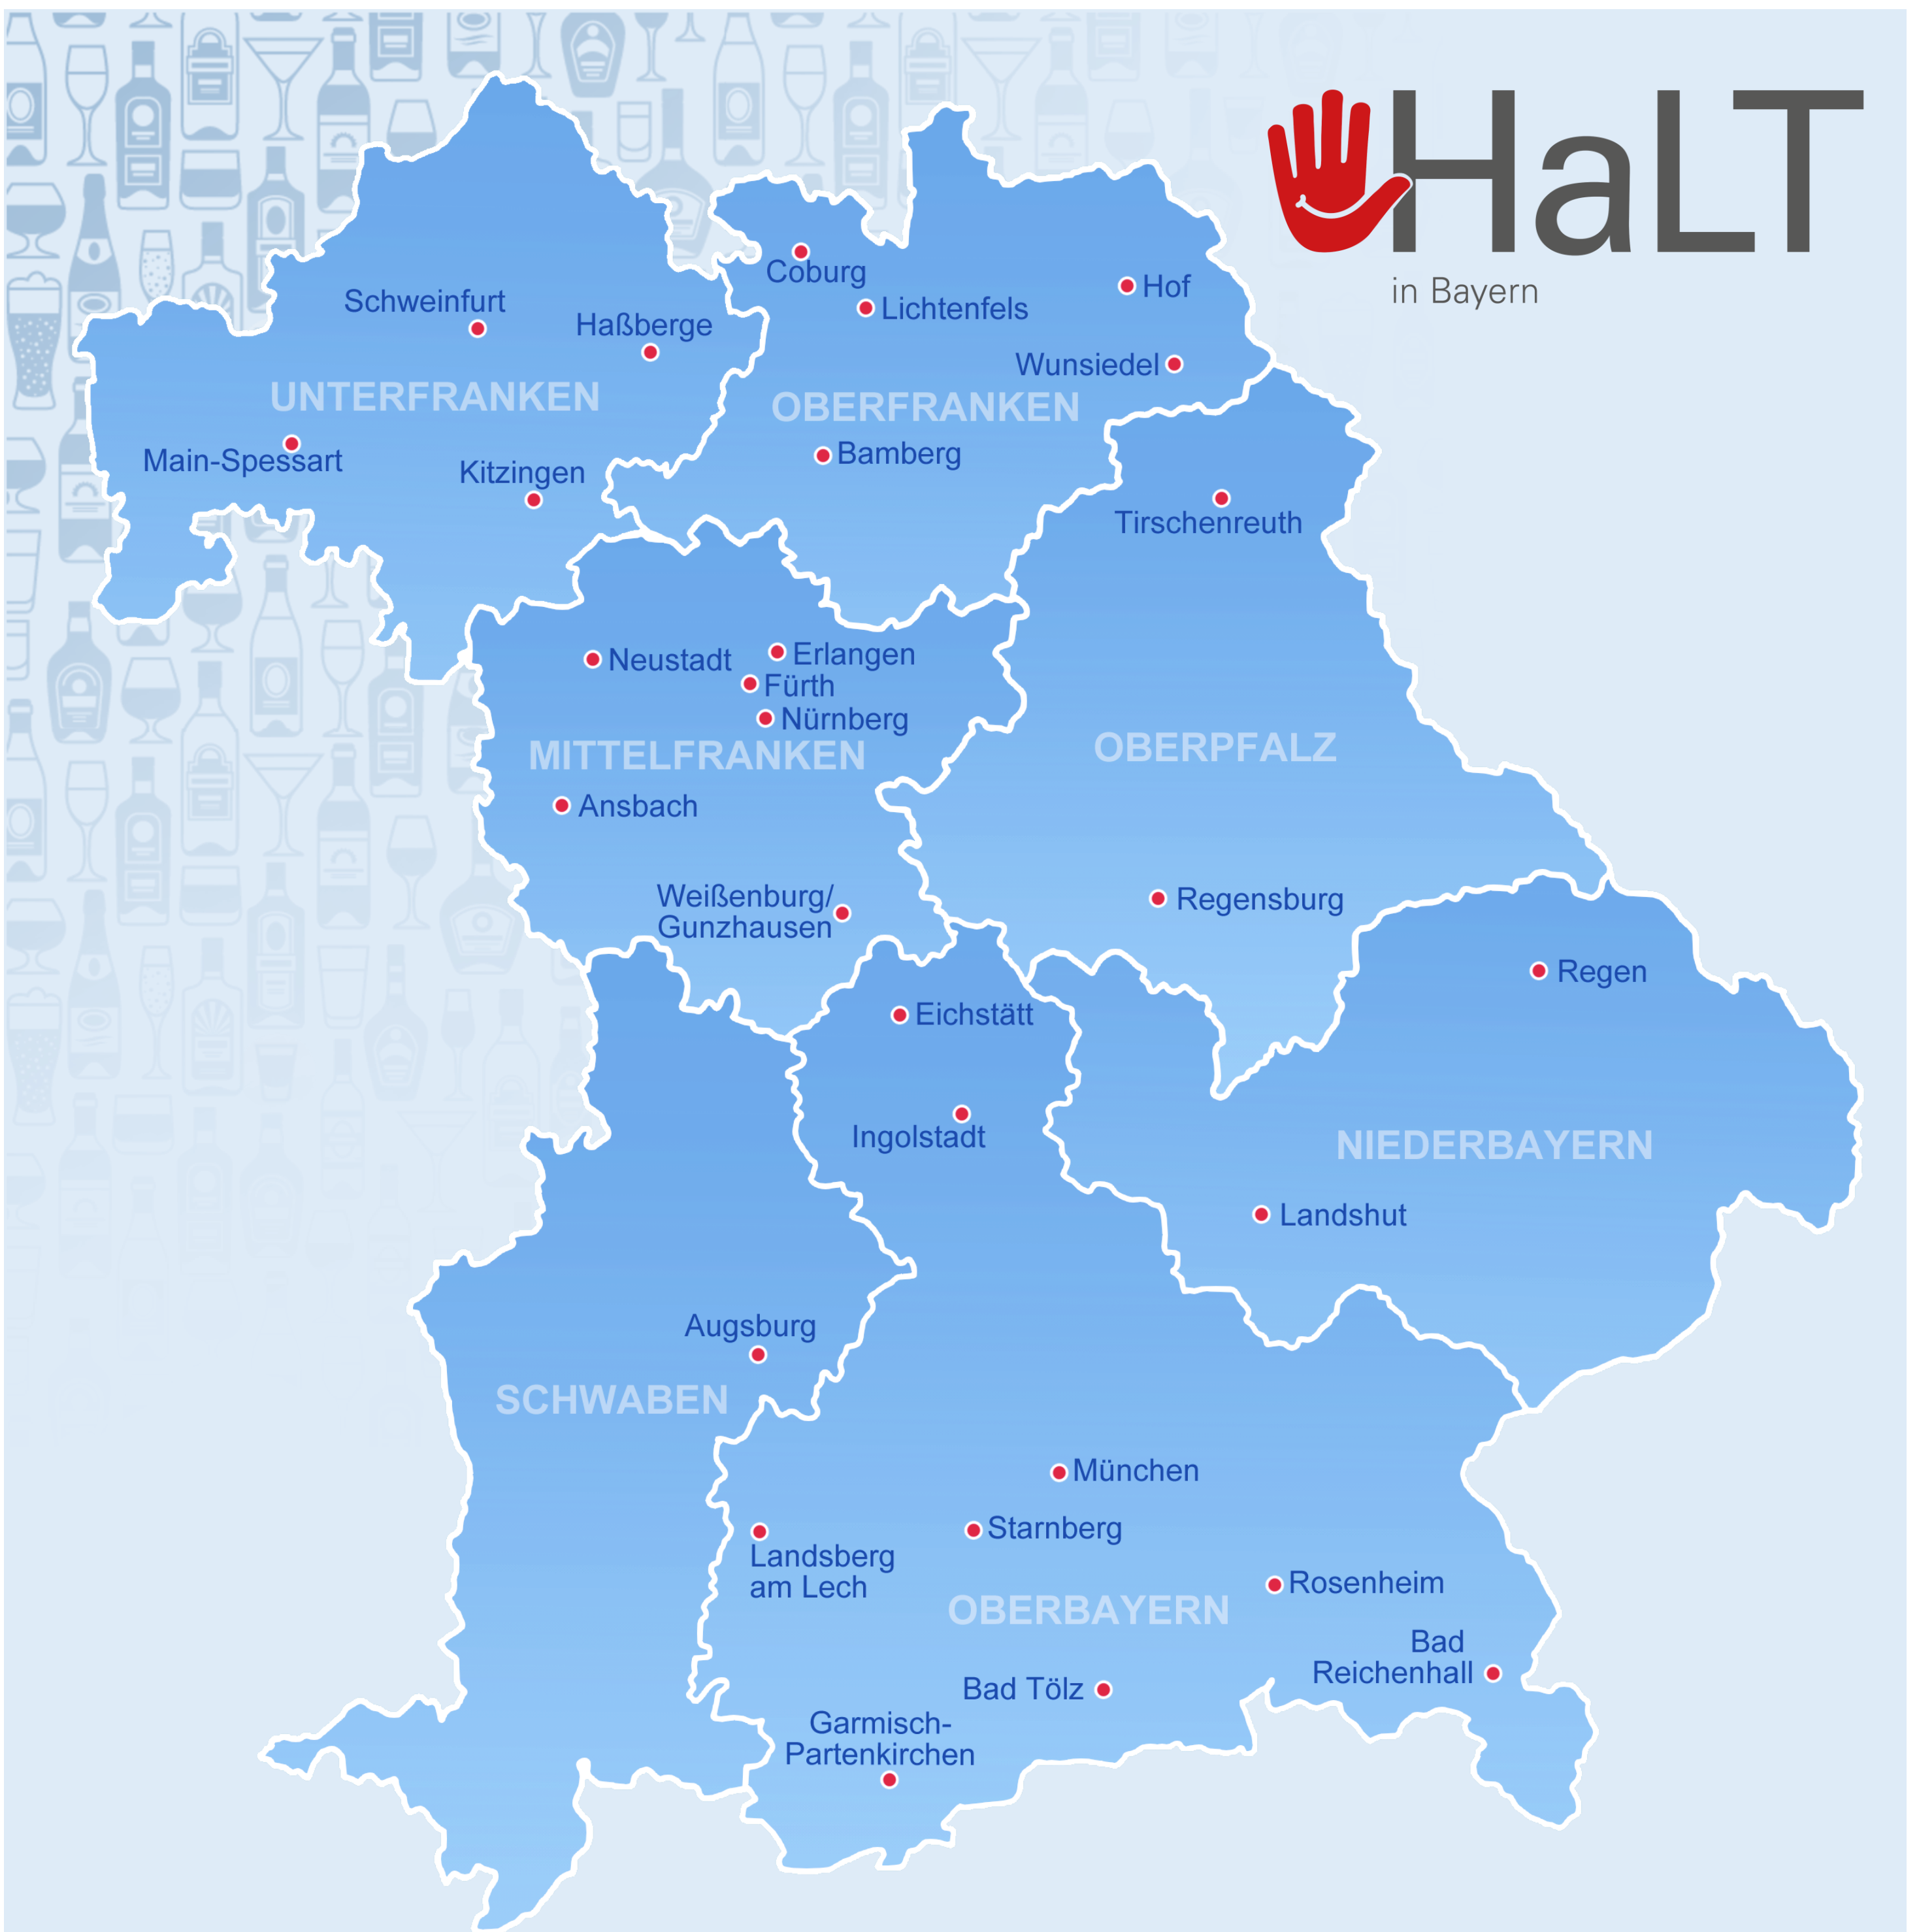 HaLT
in Bayern
Coburg
Hof
Schweinfurt
Lichtenfels
Haßberge
Wunsiedel
UNTERFRANKEN
OBERFRANKEN
Main-Spessart
Bamberg
Kitzingen
Tirschenreuth
Neustadt
Erlangen
Fürth
Nürnberg
MITTELFRANKEN
OBERPFALZ
Ansbach
Weißenburg/
Gunzhausen
Regensburg
Regen
Eichstätt
Ingolstadt
NIEDERBAYERN
Landshut
Augsburg
SCHWABEN
München
Starnberg
Landsberg
am Lech
Rosenheim
OBERBAYERN
Bad
Reichenhall
Bad Tölz
Garmisch-
Partenkirchen